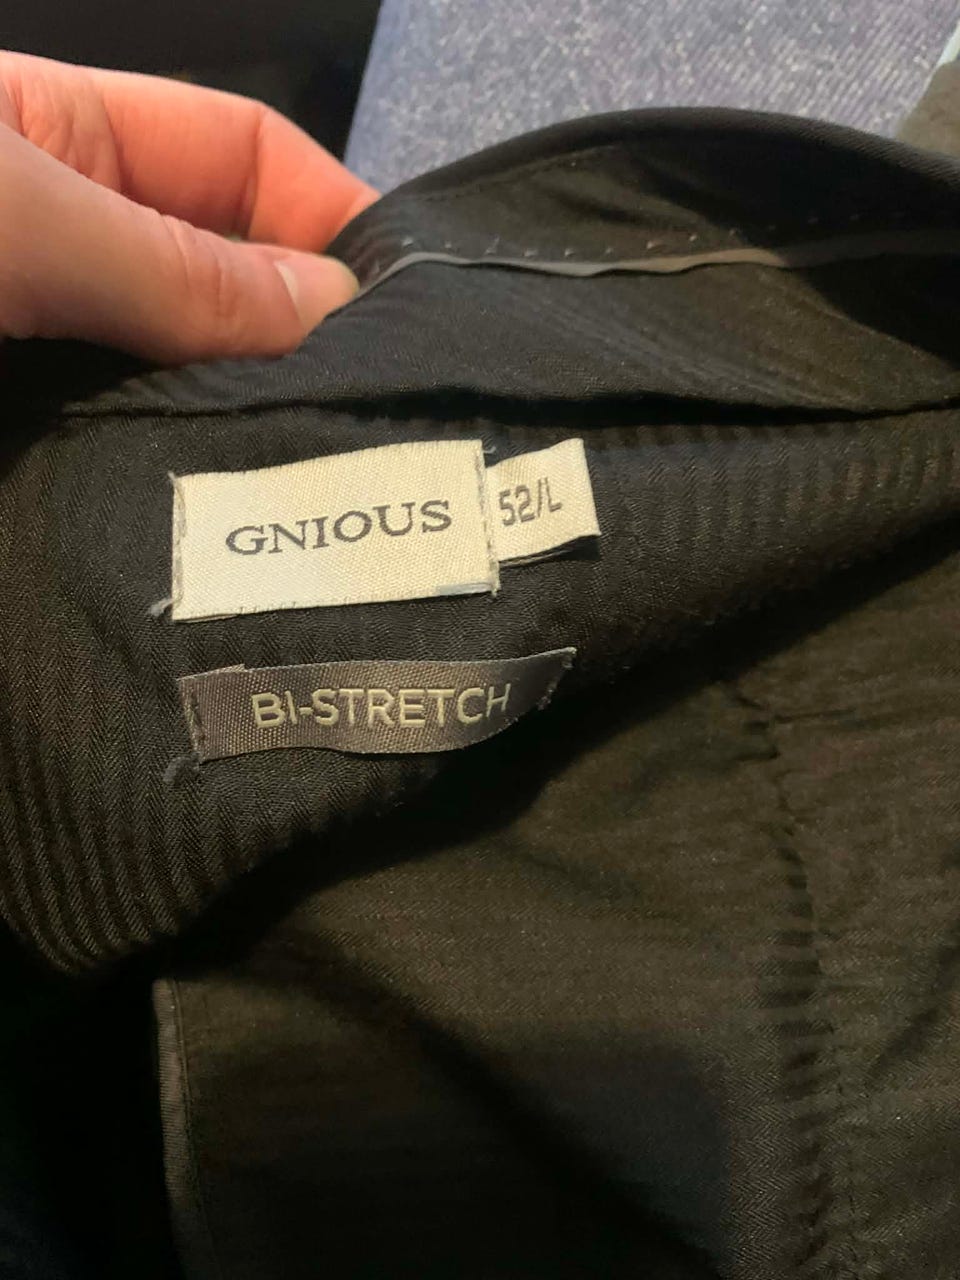 GNIOUS
52/L
BI-STRETCH